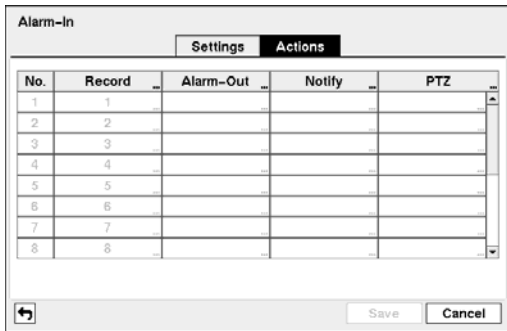 Alarm-In
Settings Actions
No. Record ... Alarm-Out ... Notify ... PTZ ...
1 1 ... ... ... ...
2 2 ... ... ... ...
3 3 ... ... ... ...
4 4 ... ... ... ...
5 5 ... ... ... ...
6 6 ... ... ... ...
7 7 ... ... ... ...
8 8 ... ... ... ...
Save Cancel